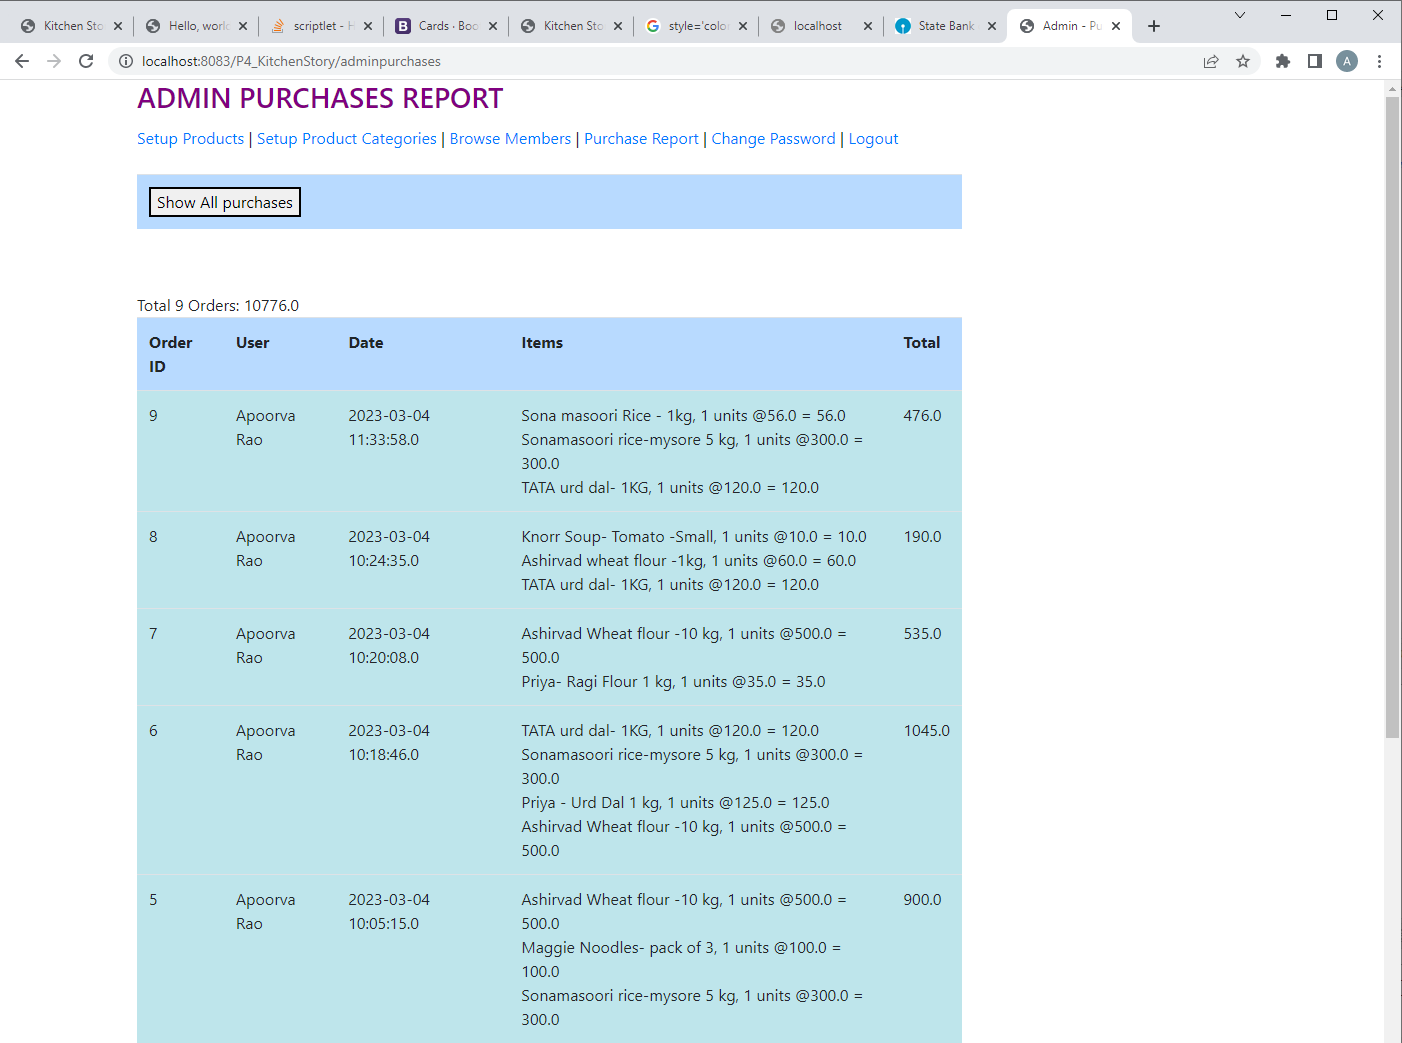 Kitchen Sto
Hello, world
scriptlet - H
Cards · Boo
Kitchen Sto
style='color
localhost
State Bank
Admin - Pu
localhost:8083/P4_KitchenStory/adminpurchases
A
ADMIN PURCHASES REPORT
Setup Products | Setup Product Categories | Browse Members | Purchase Report | Change Password | Logout
Show All purchases
Total 9 Orders: 10776.0
Order ID User Date Items Total
9 Apoorva Rao 2023-03-04 11:33:58.0
Sona masoori Rice - 1kg, 1 units @56.0 = 56.0
Sonamasoori rice-mysore 5 kg, 1 units @300.0 =
300.0
TATA urd dal- 1KG, 1 units @120.0 = 120.0
476.0
8 Apoorva Rao 2023-03-04 10:24:35.0
Knorr Soup- Tomato -Small, 1 units @10.0 = 10.0
Ashirvad wheat flour -1kg, 1 units @60.0 = 60.0
TATA urd dal- 1KG, 1 units @120.0 = 120.0
190.0
7 Apoorva Rao 2023-03-04 10:20:08.0
Ashirvad Wheat flour -10 kg, 1 units @500.0 =
500.0
Priya- Ragi Flour 1 kg, 1 units @35.0 = 35.0
535.0
6 Apoorva Rao 2023-03-04 10:18:46.0
TATA urd dal- 1KG, 1 units @120.0 = 120.0
Sonamasoori rice-mysore 5 kg, 1 units @300.0 =
300.0
Priya - Urd Dal 1 kg, 1 units @125.0 = 125.0
Ashirvad Wheat flour -10 kg, 1 units @500.0 =
500.0
1045.0
5 Apoorva Rao 2023-03-04 10:05:15.0
Ashirvad Wheat flour -10 kg, 1 units @500.0 =
500.0
Maggie Noodles- pack of 3, 1 units @100.0 =
100.0
Sonamasoori rice-mysore 5 kg, 1 units @300.0 =
300.0
900.0